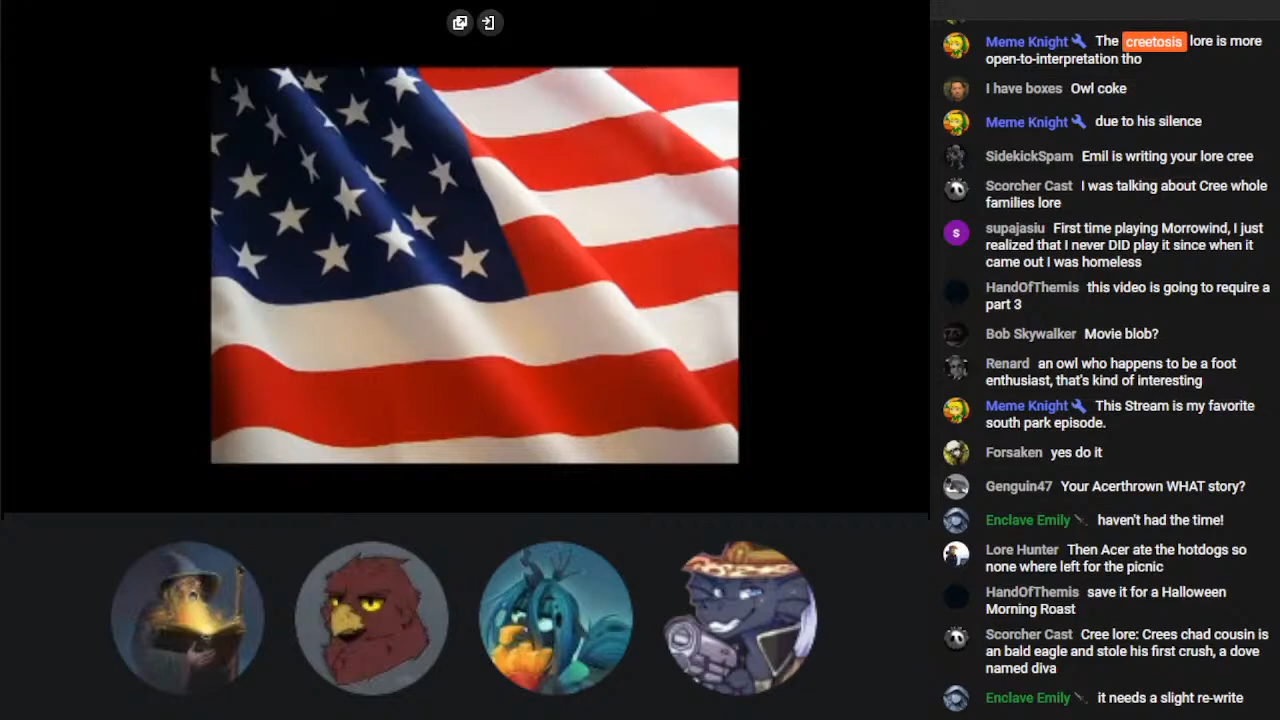 Meme Knight The creetosis lore is more
open-to-interpretation tho
I have boxes Owl coke
Meme Knight due to his silence
SidekickSpam Emil is writing your lore cree
Scorcher Cast I was talking about Cree whole
families lore
s
supajasiu First time playing Morrowind, I just
realized that I never DID play it since when it
came out I was homeless
HandOfThemis this video is going to require a
part 3
Bob Skywalker Movie blob?
Renard an owl who happens to be a foot
enthusiast, that's kind of interesting
Meme Knight This Stream is my favorite
south park episode.
Forsaken yes do it
Genguin47 Your Acerthrown WHAT story?
Enclave Emily haven't had the time!
Lore Hunter Then Acer ate the hotdogs so
none where left for the picnic
HandOfThemis save it for a Halloween
Morning Roast
Scorcher Cast Cree lore: Crees chad cousin is
an bald eagle and stole his first crush, a dove
named diva
Enclave Emily it needs a slight re-write